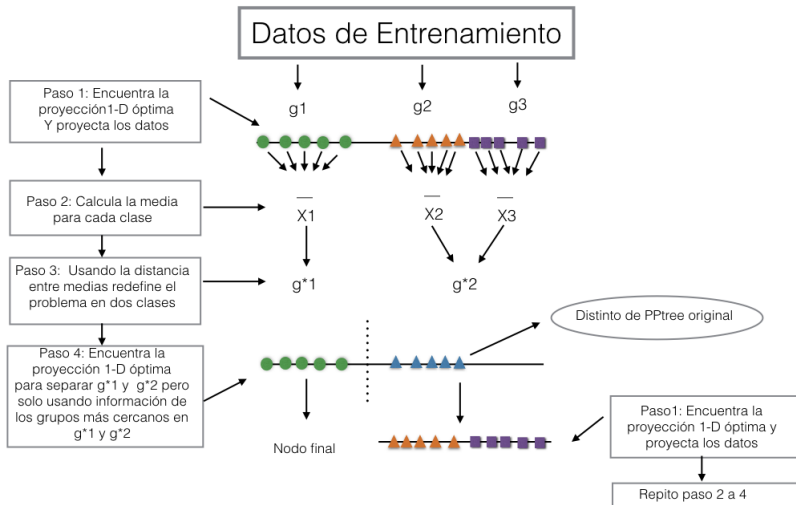 Datos de Entrenamiento
g1
g2
g3
Paso 1: Encuentra la
proyección1-D óptima
Y proyecta los datos
Paso 2: Calcula la media
para cada clase
X1
X2
X3
Paso 3: Usando la distancia
entre medias redefine el
problema en dos clases
g*1
g*2
Distinto de PPtree original
Paso 4: Encuentra la
proyección 1-D óptima
para separar g*1 y g*2 pero
solo usando información de
los grupos más cercanos en
g*1 y g*2
Nodo final
Paso1: Encuentra la
proyección 1-D óptima y
proyecta los datos
Repito paso 2 a 4